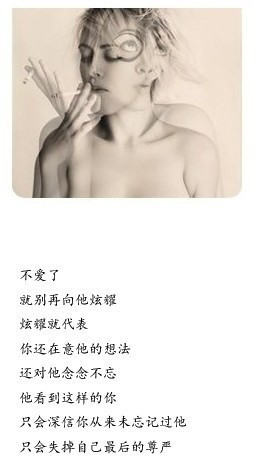 不爱了
就别再向他炫耀
炫耀就代表
你还在意他的想法
还对他念念不忘
他看到这样的你
只会深信你从来未忘记过他
只会失掉自己最后的尊严